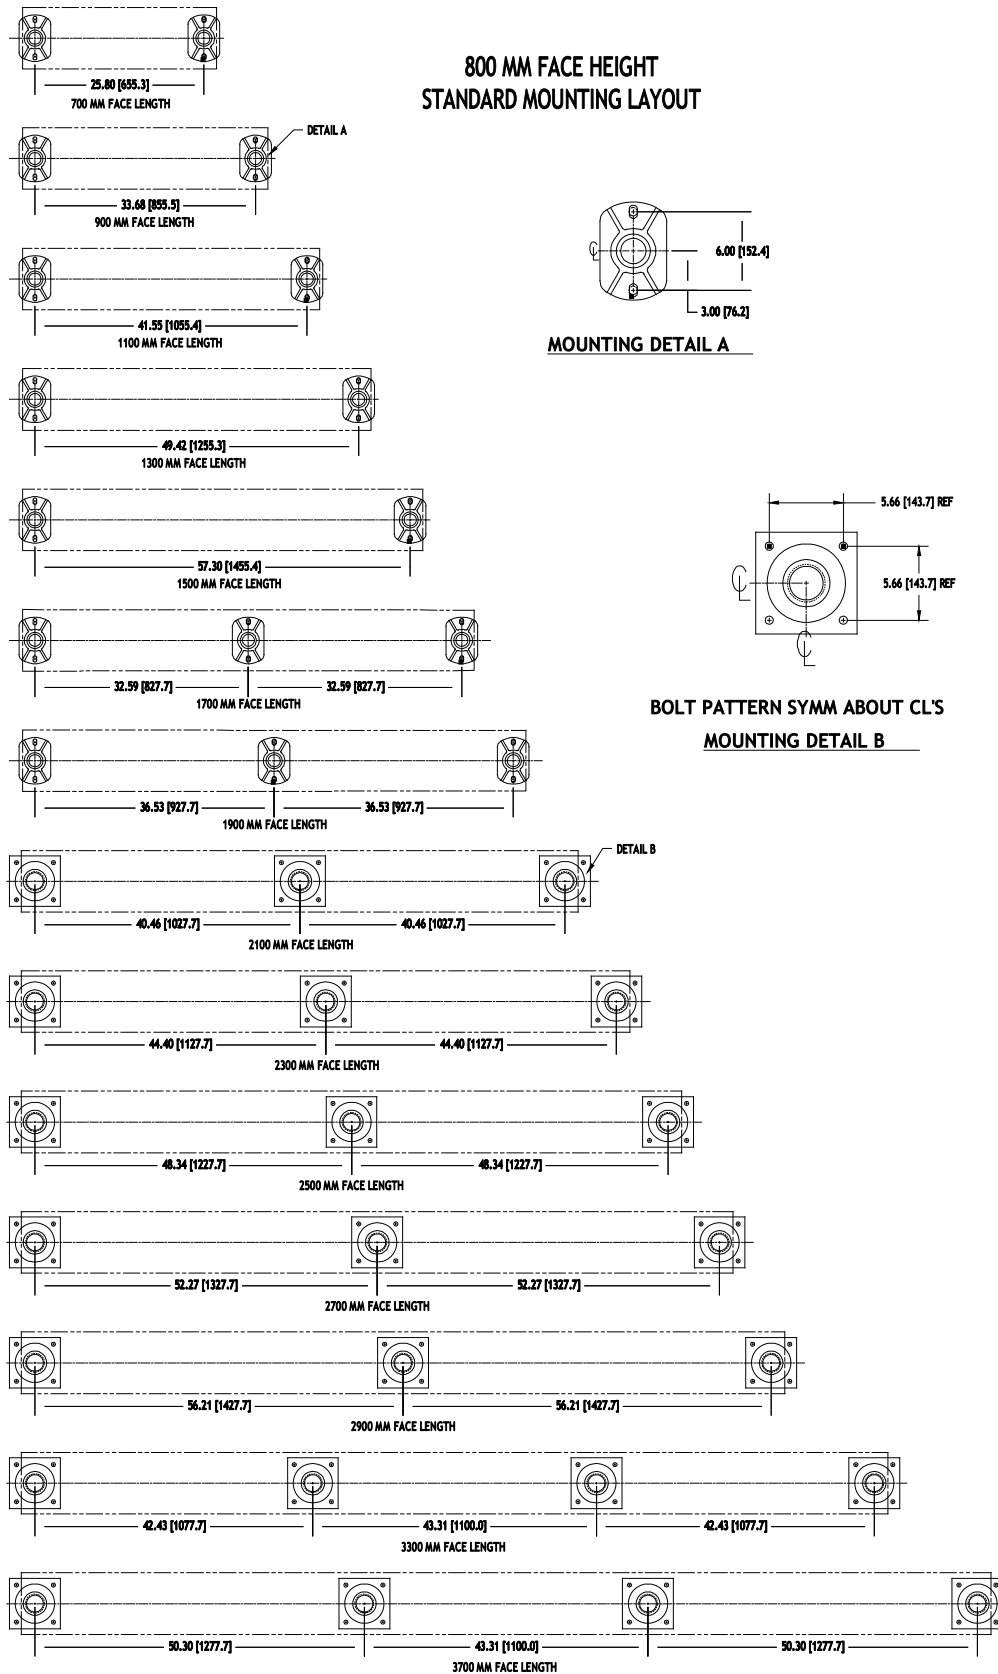 800 MM FACE HEIGHT
STANDARD MOUNTING LAYOUT
25.80 [655.3]
700 MM FACE LENGTH
DETAIL A
33.68 [855.5]
900 MM FACE LENGTH
6.00 [152.4]
3.00 [76.2]
MOUNTING DETAIL A
41.55 [1055.4]
1100 MM FACE LENGTH
49.42 [1255.3]
1300 MM FACE LENGTH
57.30 [1455.4]
1500 MM FACE LENGTH
5.66 [143.7] REF
5.66 [143.7] REF
CL
CL
CL
BOLT PATTERN SYMM ABOUT CL'S
MOUNTING DETAIL B
32.59 [827.7] 32.59 [827.7]
1700 MM FACE LENGTH
36.53 [927.7] 36.53 [927.7]
1900 MM FACE LENGTH
DETAIL B
40.46 [1027.7] 40.46 [1027.7]
2100 MM FACE LENGTH
44.40 [1127.7] 44.40 [1127.7]
2300 MM FACE LENGTH
48.34 [1227.7] 48.34 [1227.7]
2500 MM FACE LENGTH
52.27 [1327.7] 52.27 [1327.7]
2700 MM FACE LENGTH
56.21 [1427.7] 56.21 [1427.7]
2900 MM FACE LENGTH
42.43 [1077.7] 43.31 [1100.0] 42.43 [1077.7]
3300 MM FACE LENGTH
50.30 [1277.7] 43.31 [1100.0] 50.30 [1277.7]
3700 MM FACE LENGTH